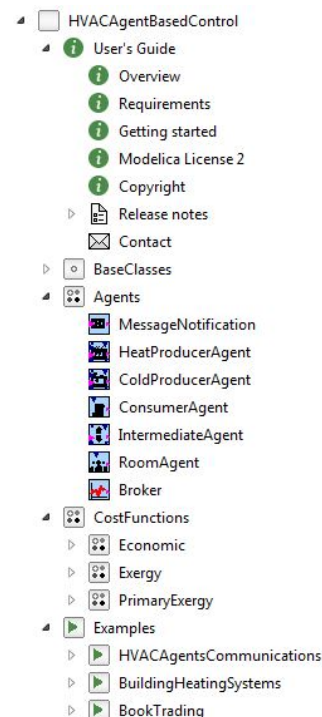 HVACAgentBasedControl
User's Guide
Overview
Requirements
Getting started
Modelica License 2
Copyright
Release notes
Contact
BaseClasses
Agents
MessageNotification
HeatProducerAgent
ColdProducerAgent
ConsumerAgent
IntermediateAgent
RoomAgent
Broker
CostFunctions
Economic
Exergy
PrimaryExergy
Examples
HVACAgentsCommunications
BuildingHeatingSystems
BookTrading